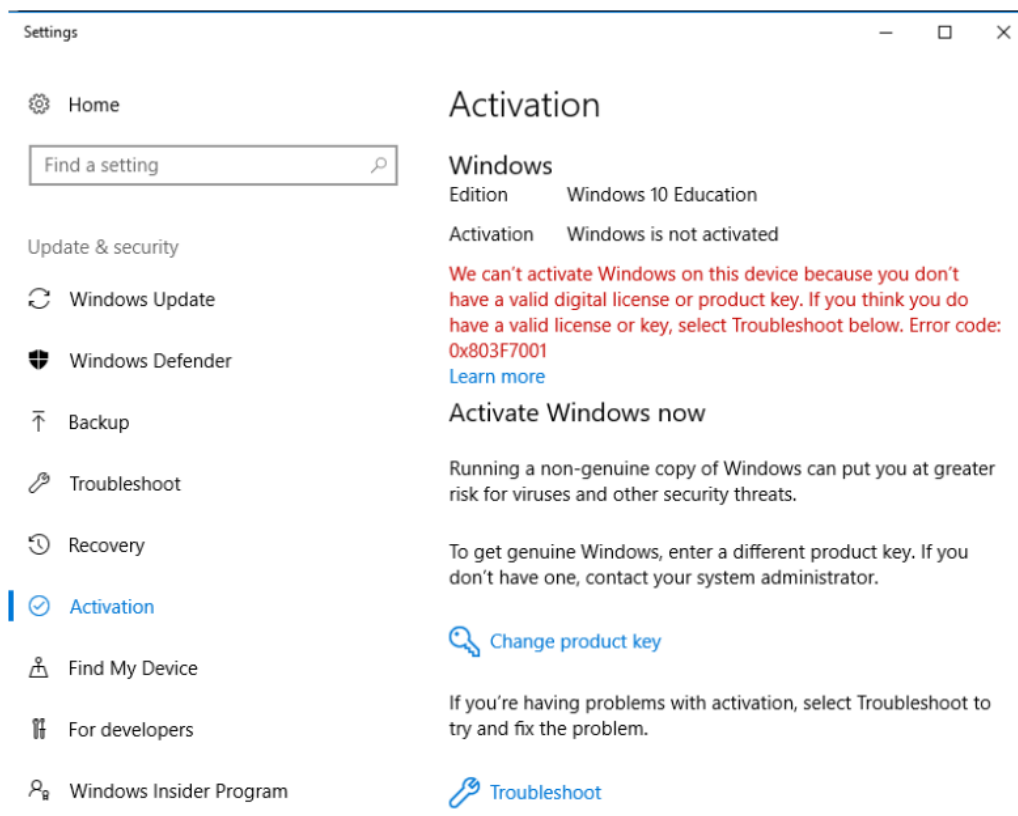 Settings
Home
Find a setting
Update & security
Windows Update
Windows Defender
Backup
Troubleshoot
Recovery
Activation
Find My Device
For developers
Windows Insider Program
Activation
Windows
Edition Windows 10 Education
Activation Windows is not activated
We can't activate Windows on this device because you don't
have a valid digital license or product key. If you think you do
have a valid license or key, select Troubleshoot below. Error code:
0x803F7001
Learn more
Activate Windows now
Running a non-genuine copy of Windows can put you at greater
risk for viruses and other security threats.
To get genuine Windows, enter a different product key. If you
don't have one, contact your system administrator.
Change product key
If you're having problems with activation, select Troubleshoot to
try and fix the problem.
Troubleshoot